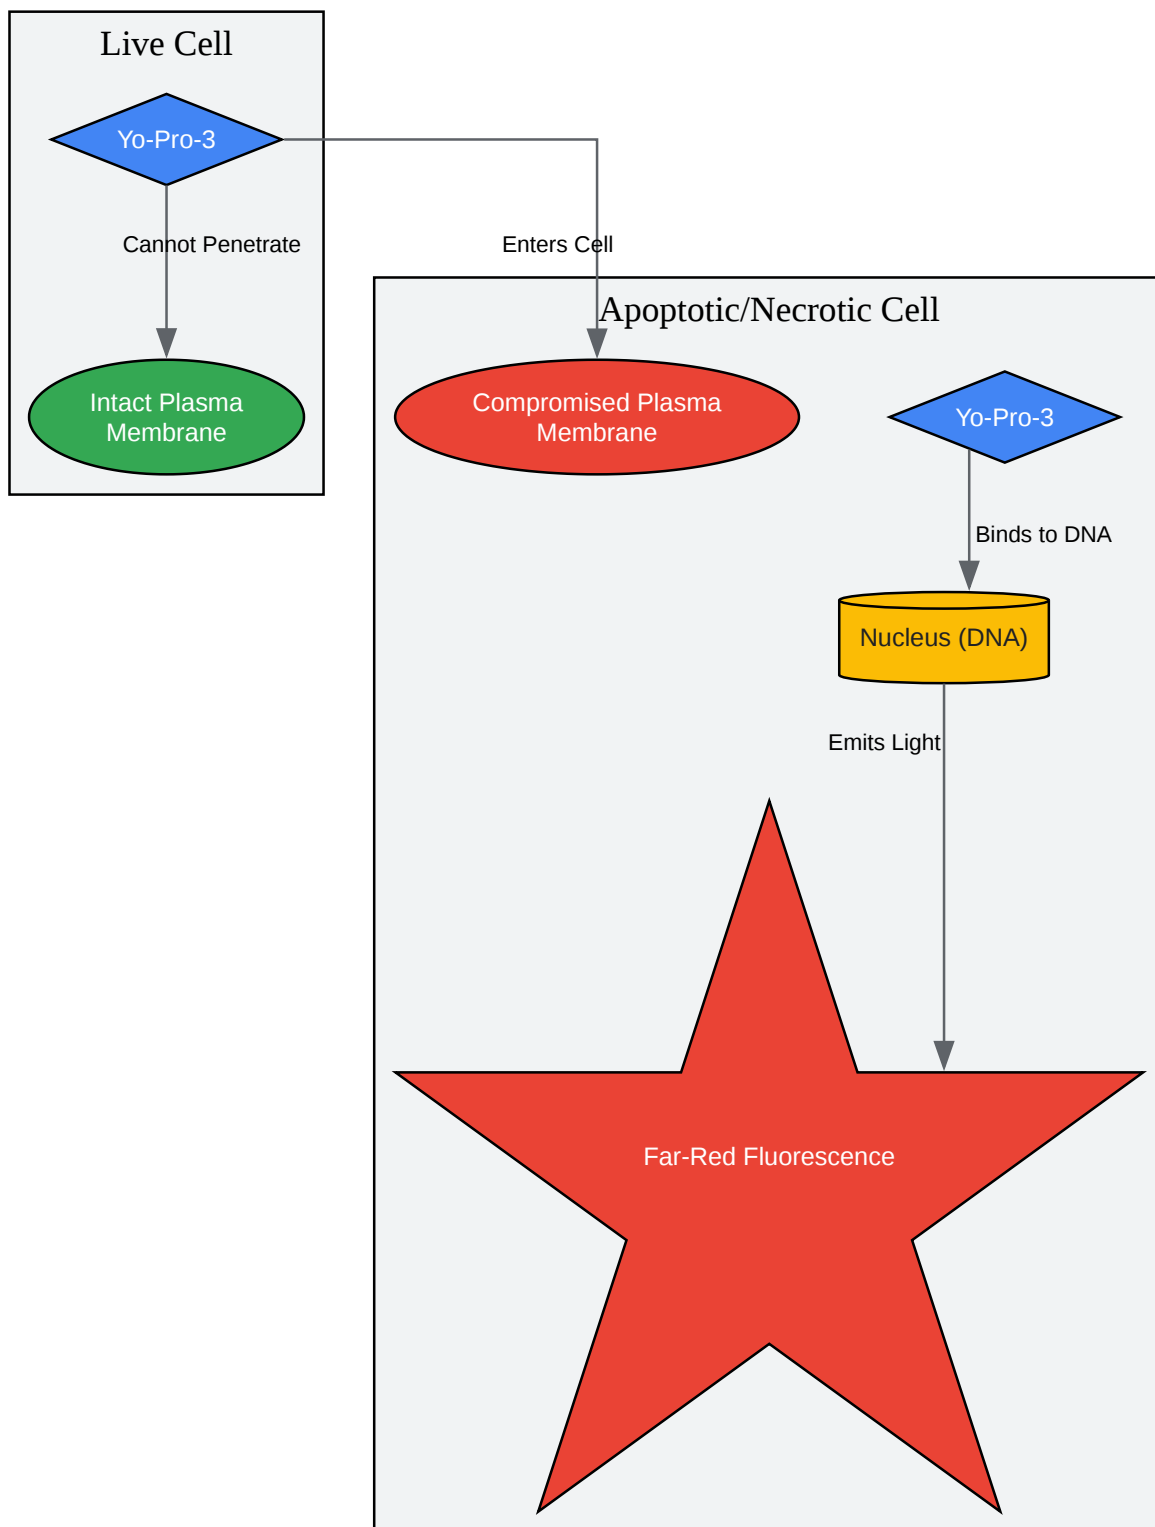 Live Cell
Yo-Pro-3
Cannot Penetrate
Enters Cell
Intact Plasma
Membrane
Apoptotic/Necrotic Cell
Compromised Plasma
Membrane
Yo-Pro-3
Binds to DNA
Nucleus (DNA)
Emits Light
Far-Red Fluorescence